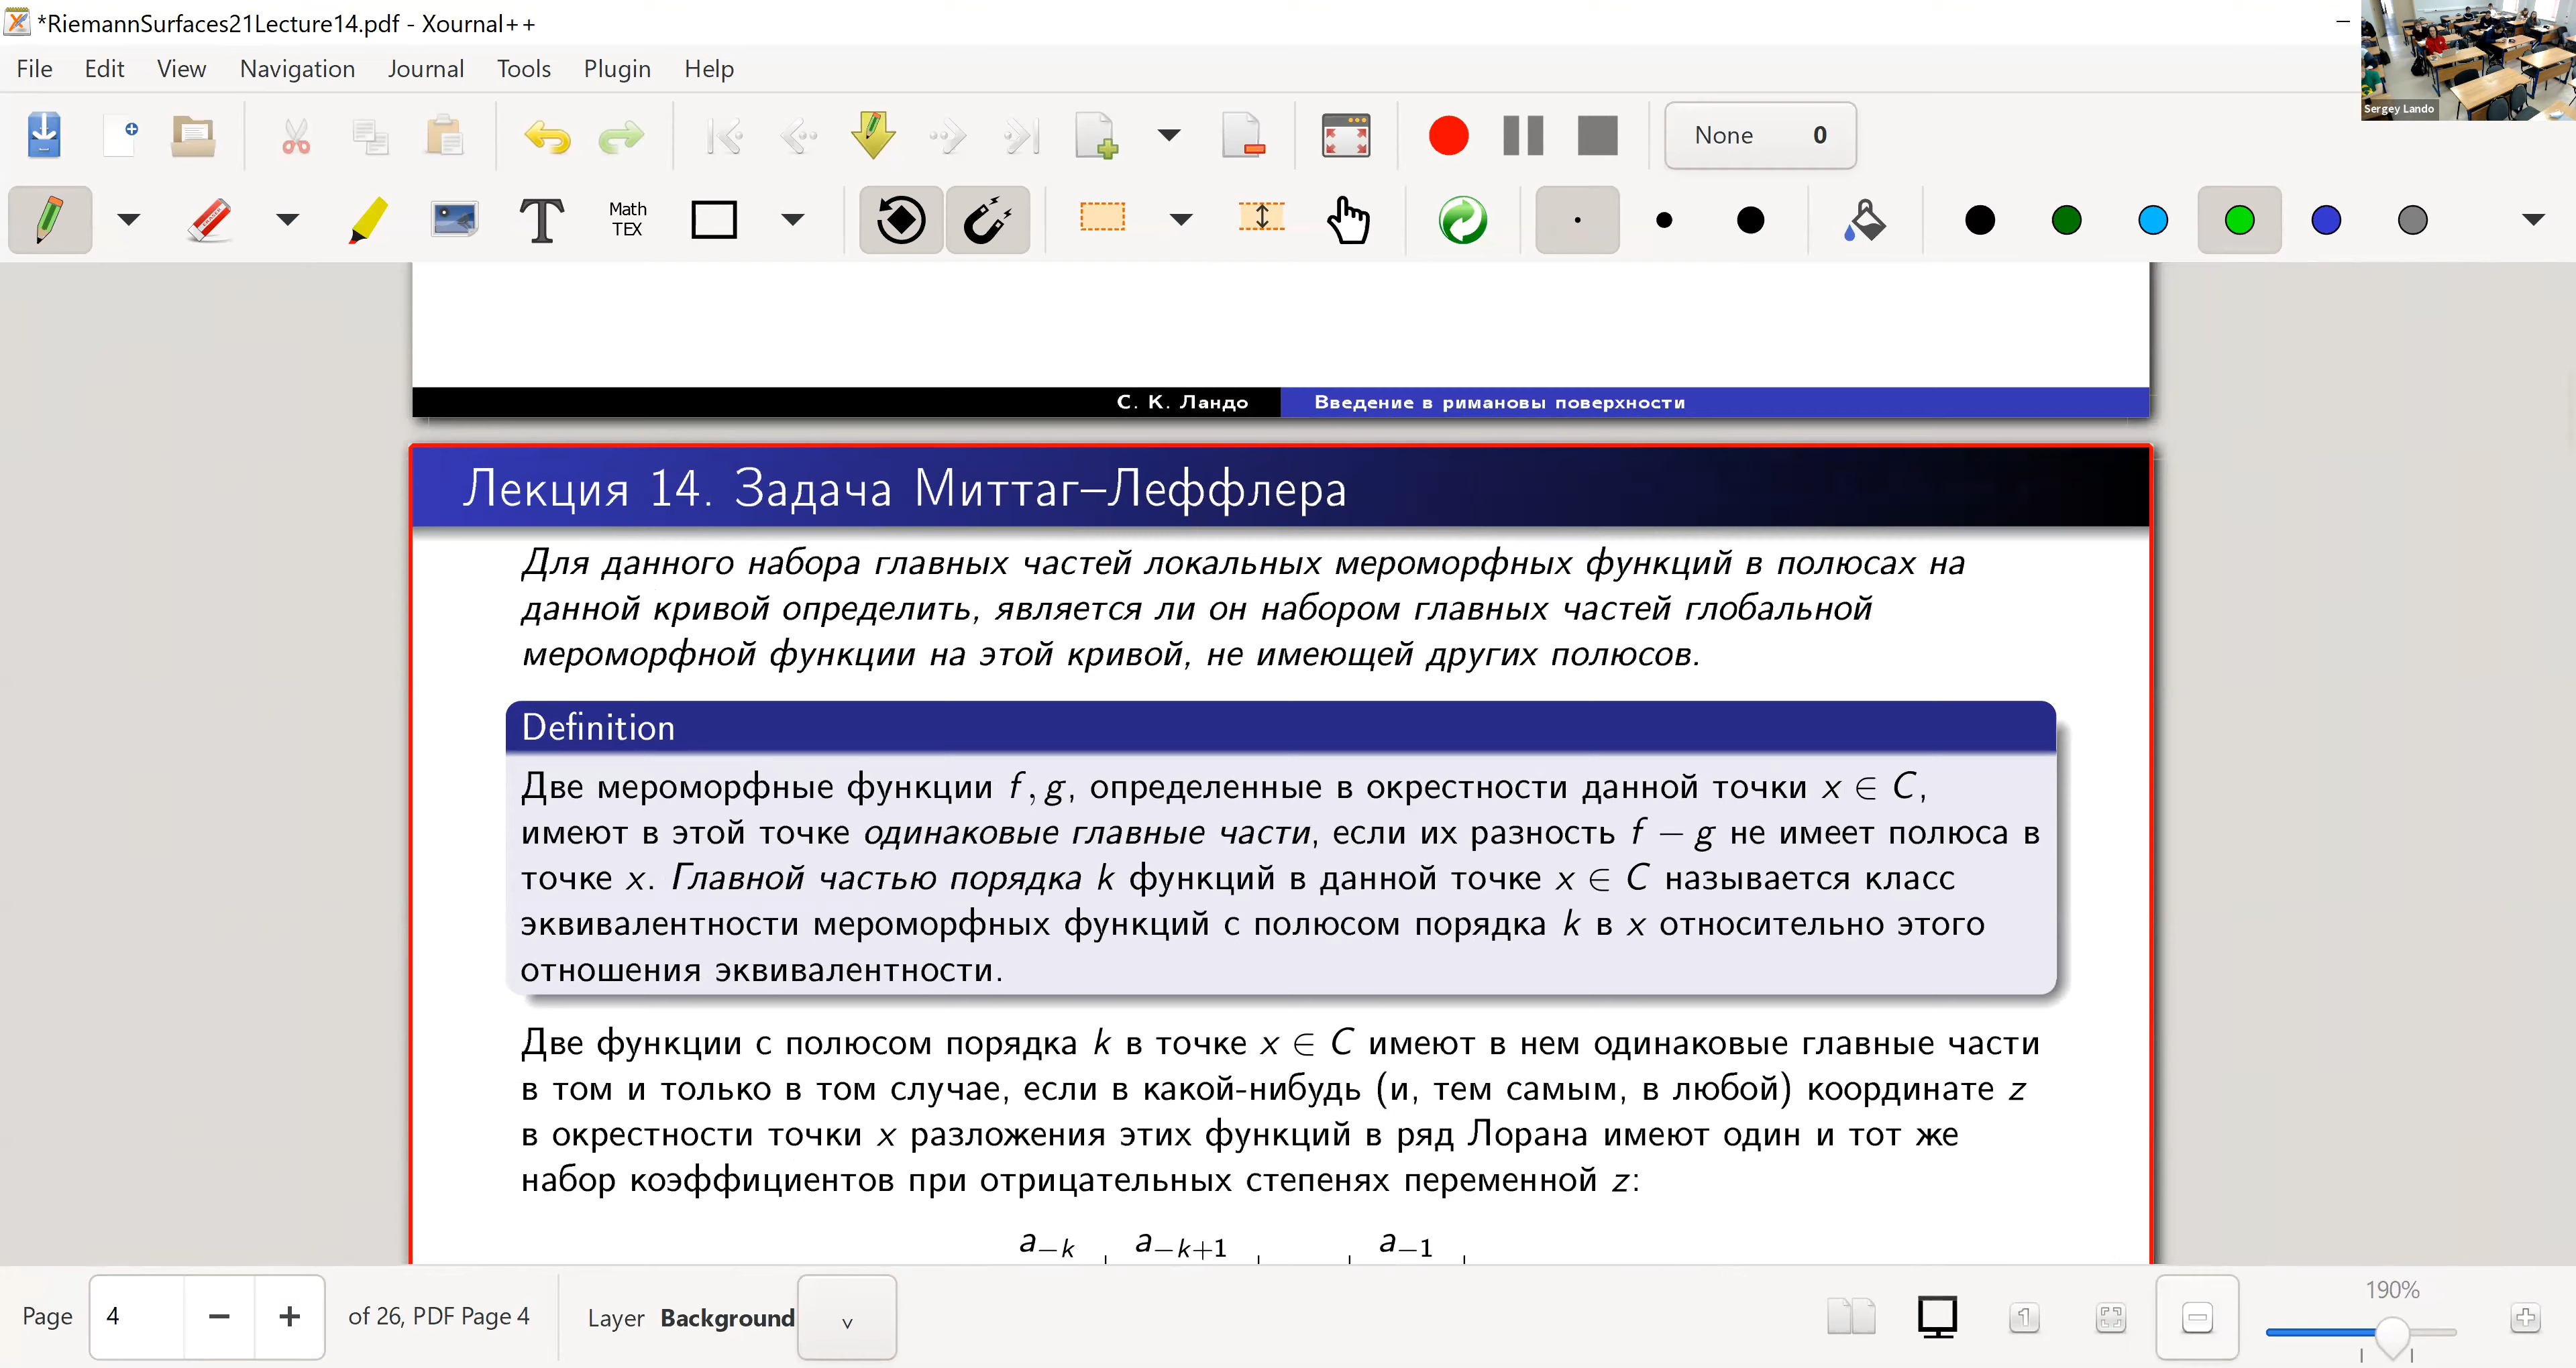 *RiemannSurfaces21Lecture14.pdf - Xournal++
File Edit View Navigation Journal Tools Plugin Help
Sergey Lando
None 0
Math
TEX
С. К. Ландо Введение в римановы поверхности
Лекция 14. Задача Миттаг–Леффлера
Для данного набора главных частей локальных мероморфных функций в полюсах на
данной кривой определить, является ли он набором главных частей глобальной
мероморфной функции на этой кривой, не имеющей других полюсов.
Definition
Две мероморфные функции f, g, определенные в окрестности данной точки x ∈ C,
имеют в этой точке одинаковые главные части, если их разность f − g не имеет полюса в
точке x. Главной частью порядка k функций в данной точке x ∈ C называется класс
эквивалентности мероморфных функций с полюсом порядка k в x относительно этого
отношения эквивалентности.
Две функции с полюсом порядка k в точке x ∈ C имеют в нем одинаковые главные части
в том и только в том случае, если в какой-нибудь (и, тем самым, в любой) координате z
в окрестности точки x разложения этих функций в ряд Лорана имеют один и тот же
набор коэффициентов при отрицательных степенях переменной z:
a₋ₖ a₋ₖ₊₁ a₋₁
Page 4 − + of 26, PDF Page 4 Layer Background v 1 190%